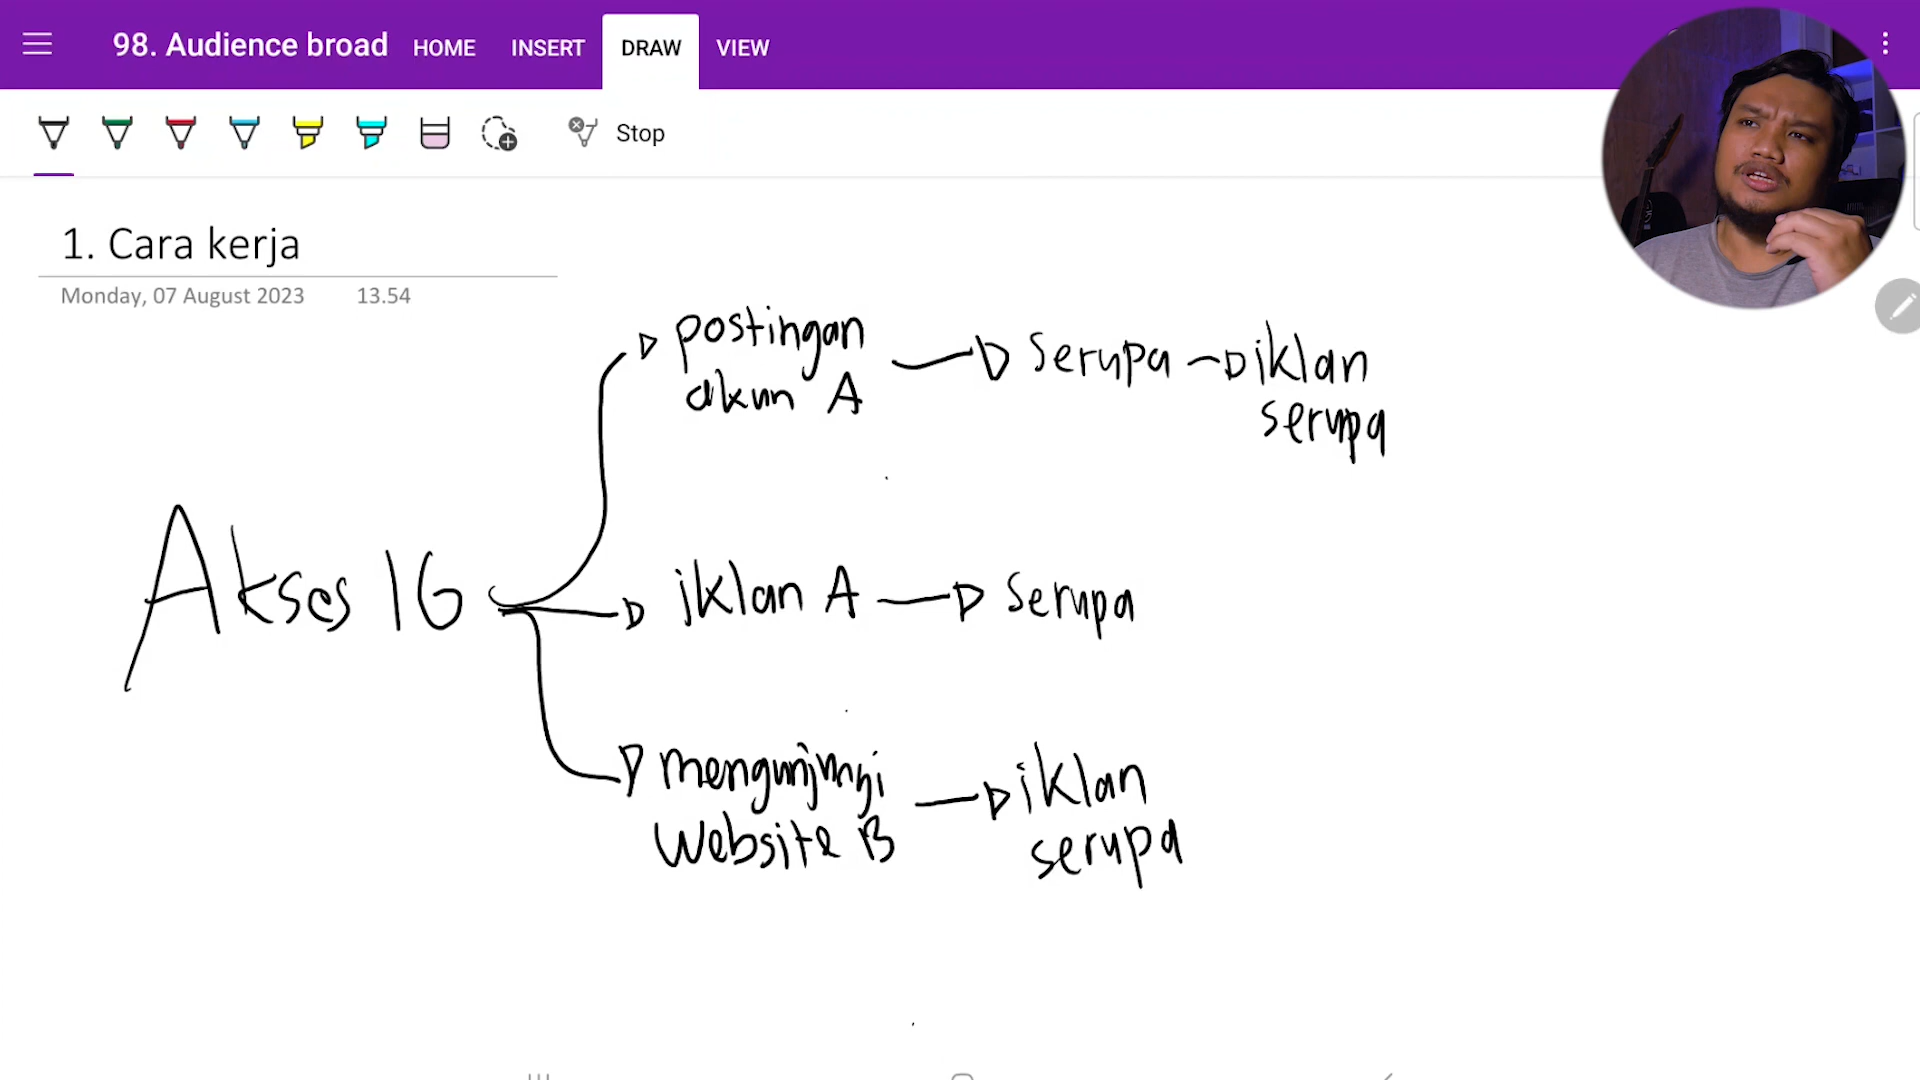 98. Audience broad HOME INSERT DRAW VIEW
Stop
1. Cara kerja
Monday, 07 August 2023 13.54
postingan
akun A
Serupa
iklan
serupa
Akses IG
iklan A
Serupa
mengunjungi
Website B
iklan
serupa